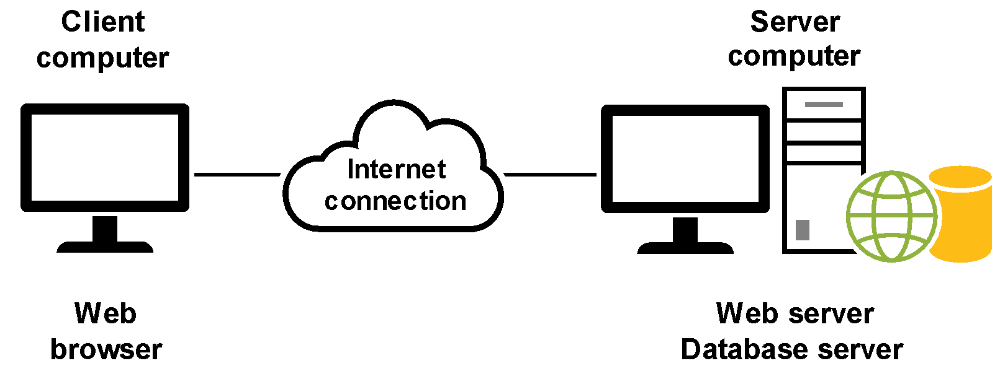 Client
computer
Server
computer
Internet
connection
Web
browser
Web server
Database server